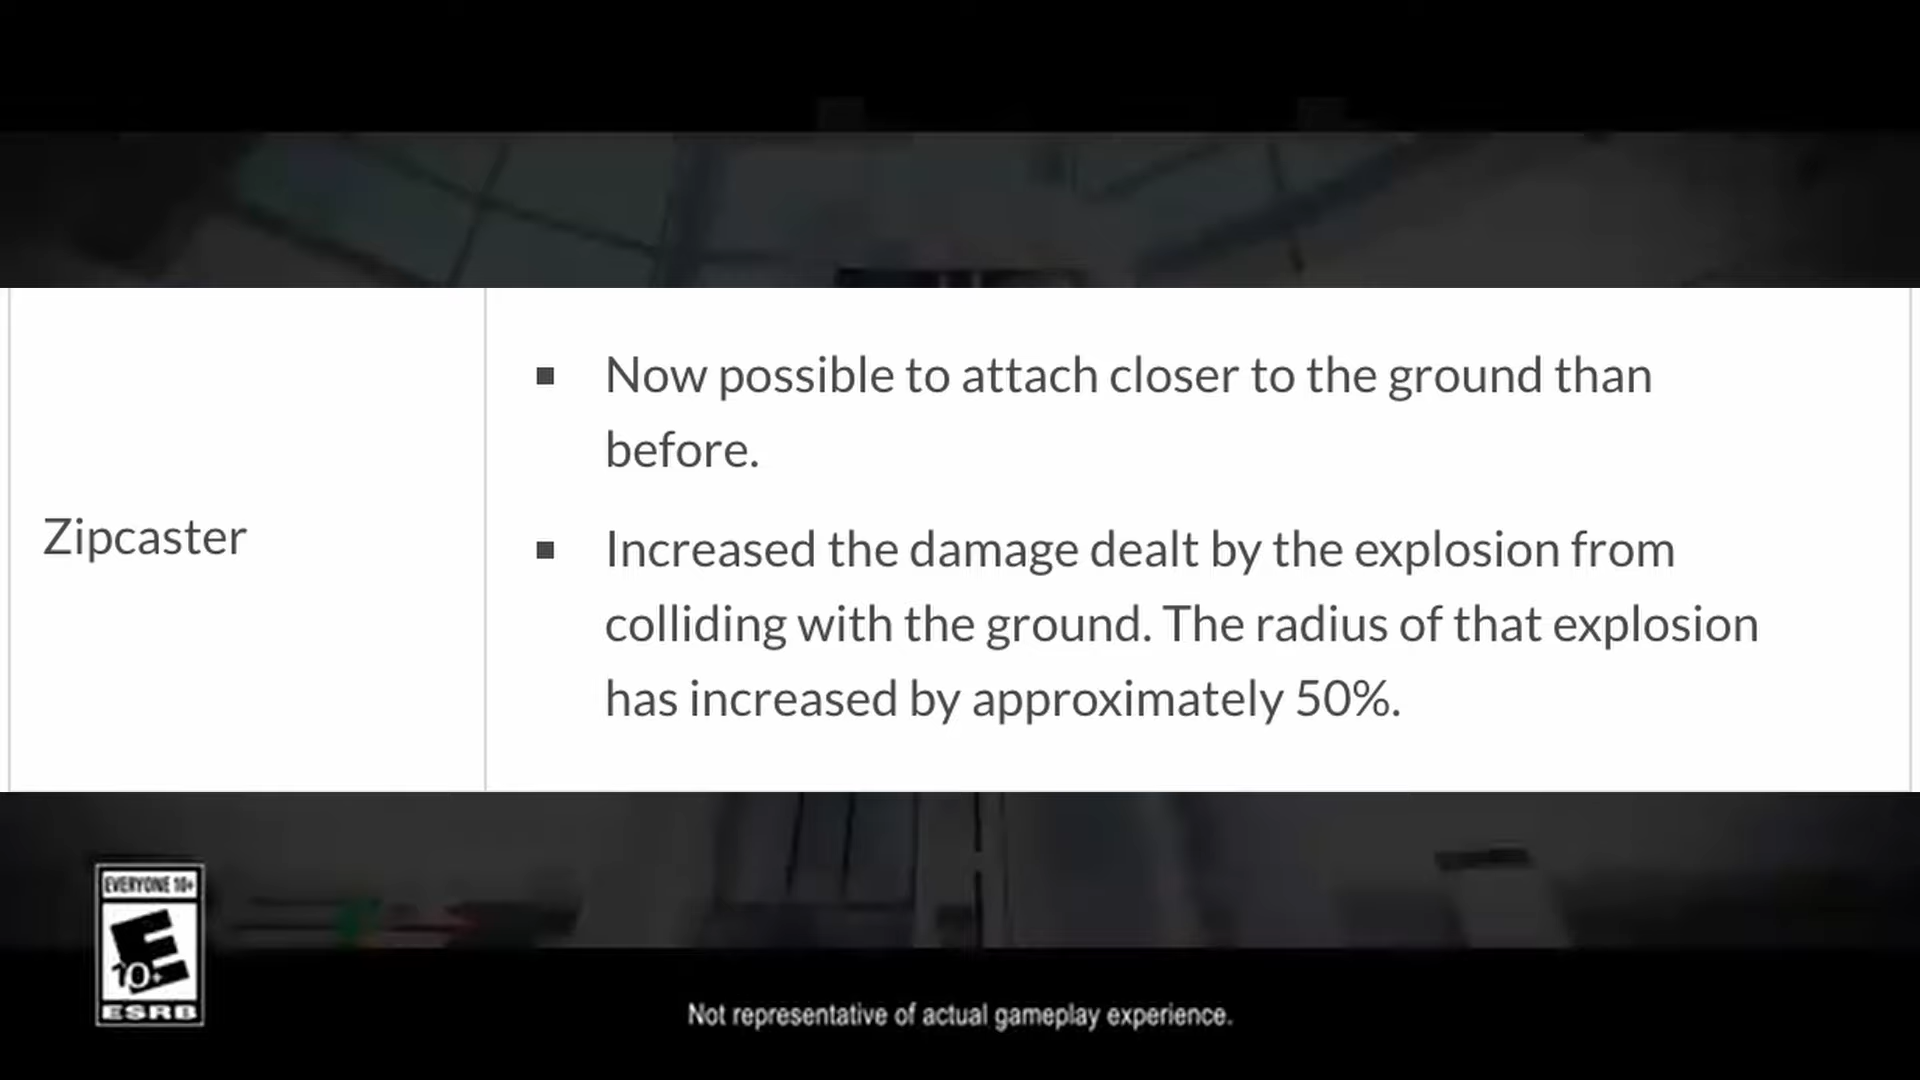 Zipcaster
▪ Now possible to attach closer to the ground than
before.
▪ Increased the damage dealt by the explosion from
colliding with the ground. The radius of that explosion
has increased by approximately 50%.
EVERYONE 10+
E
10+
ESRB
Not representative of actual gameplay experience.